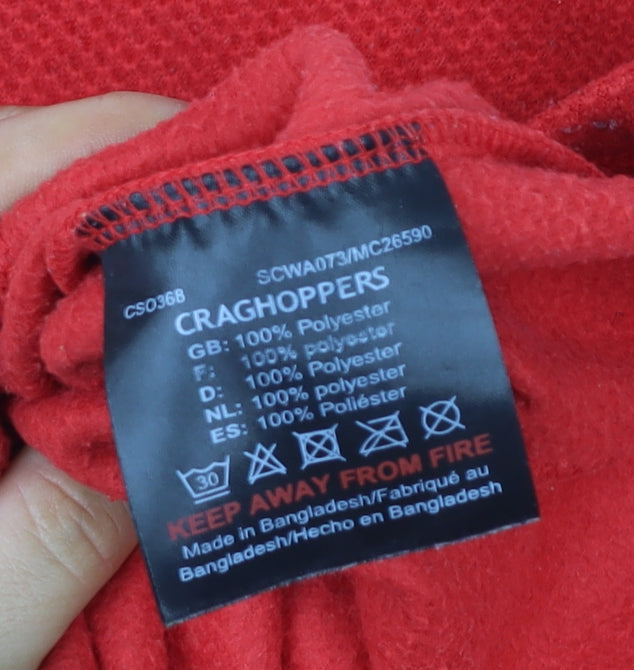 SCWA073/MC26590
CSO368
CRAGHOPPERS
GB: 100% Polyester
F: 100% polyester
D: 100% Polyester
NL: 100% polyester
ES: 100% Poliéster
30
KEEP AWAY FROM FIRE
Made in Bangladesh/Fabriqué au
Bangladesh/Hecho en Bangladesh